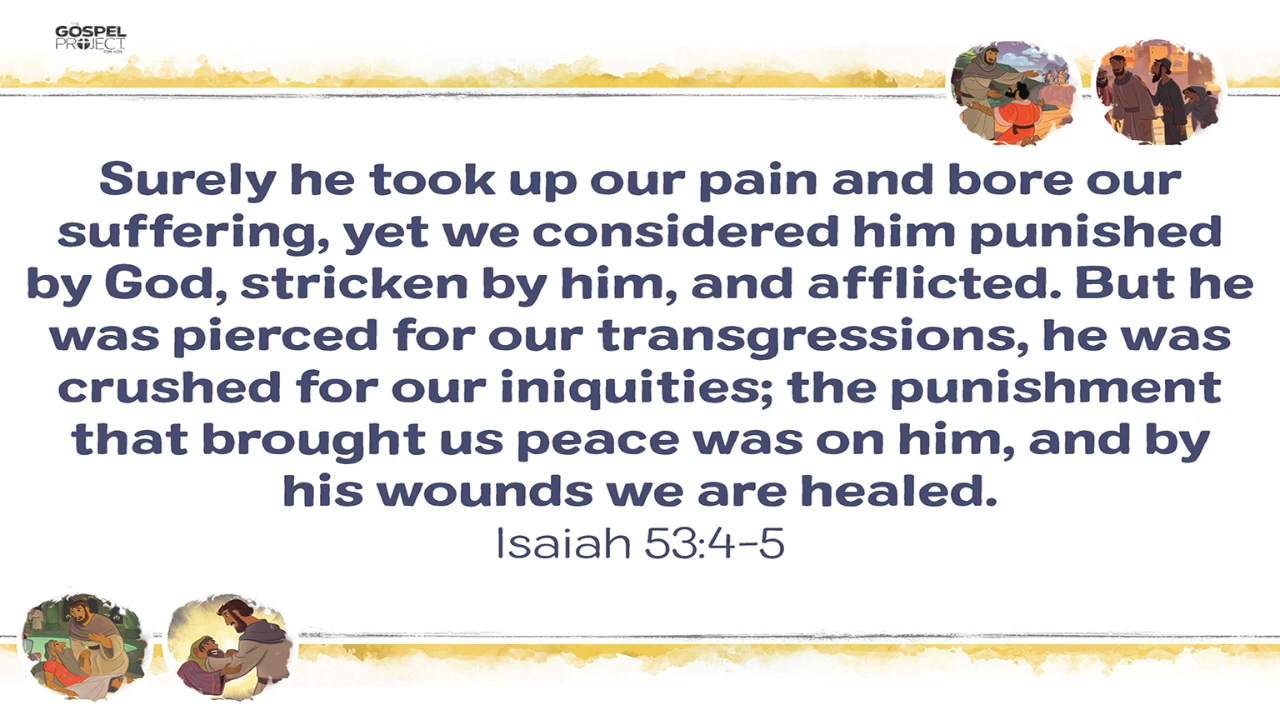 THE
GOSPEL
PROJECT
FOR KIDS
Surely he took up our pain and bore our
suffering, yet we considered him punished
by God, stricken by him, and afflicted. But he
was pierced for our transgressions, he was
crushed for our iniquities; the punishment
that brought us peace was on him, and by
his wounds we are healed.
Isaiah 53:4-5